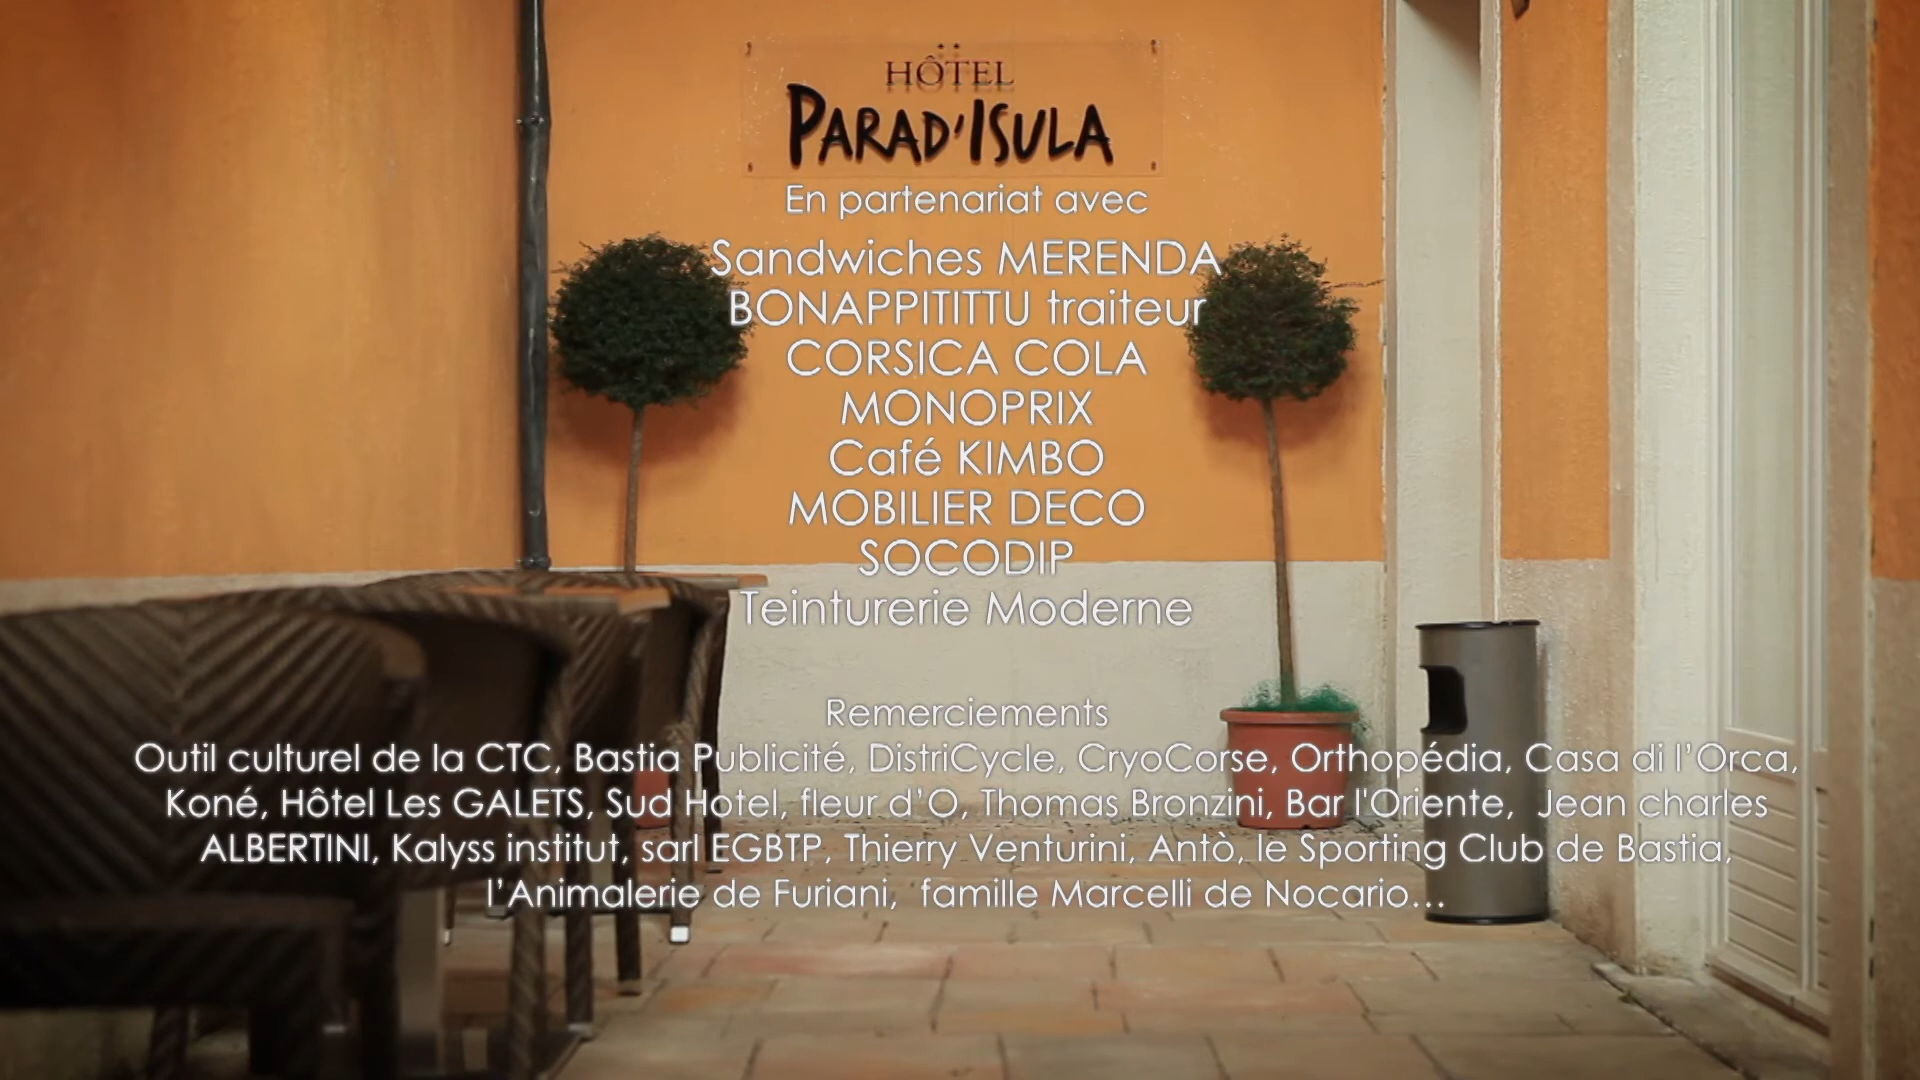 HÔTEL
PARAD'ISULA
En partenariat avec
Sandwiches MERENDA
BONAPPITITTU traiteur
CORSICA COLA
MONOPRIX
Café KIMBO
MOBILIER DECO
SOCODIP
Teinturerie Moderne
Remerciements
Outil culturel de la CTC, Bastia Publicité, DistriCycle, CryoCorse, Orthopédia, Casa di l’Orca,
Koné, Hôtel Les GALETS, Sud Hotel, fleur d’O, Thomas Bronzini, Bar l'Oriente, Jean charles
ALBERTINI, Kalyss institut, sarl EGBTP, Thierry Venturini, Antò, le Sporting Club de Bastia,
l’Animalerie de Furiani, famille Marcelli de Nocario…